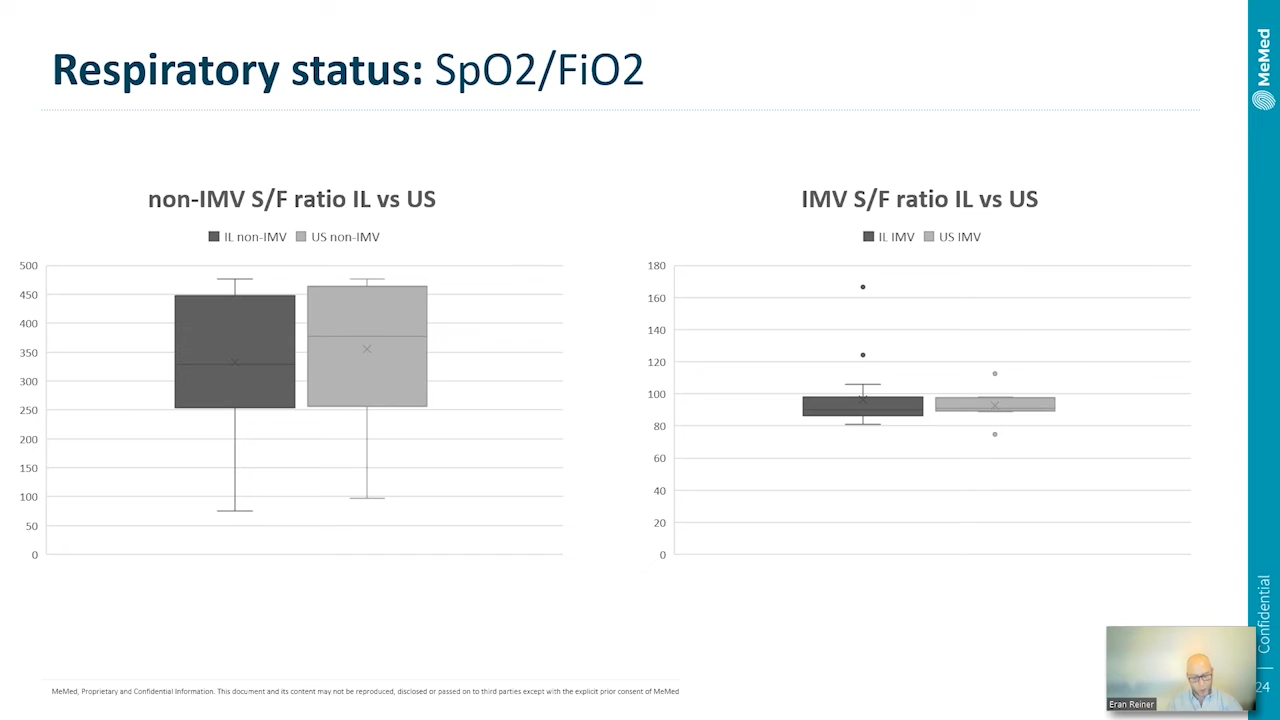 Respiratory status: SpO2/FiO2
non-IMV S/F ratio IL vs US
IL non-IMV US non-IMV
500
450
400
350
300
250
200
150
100
50
0
IMV S/F ratio IL vs US
IL IMV US IMV
180
160
140
120
100
80
60
40
20
0
MeMed, Proprietary and Confidential Information. This document and its content may not be reproduced, disclosed or passed on to third parties except with the explicit prior consent of MeMed
MeMed
Confidential
24
Eran Reiner